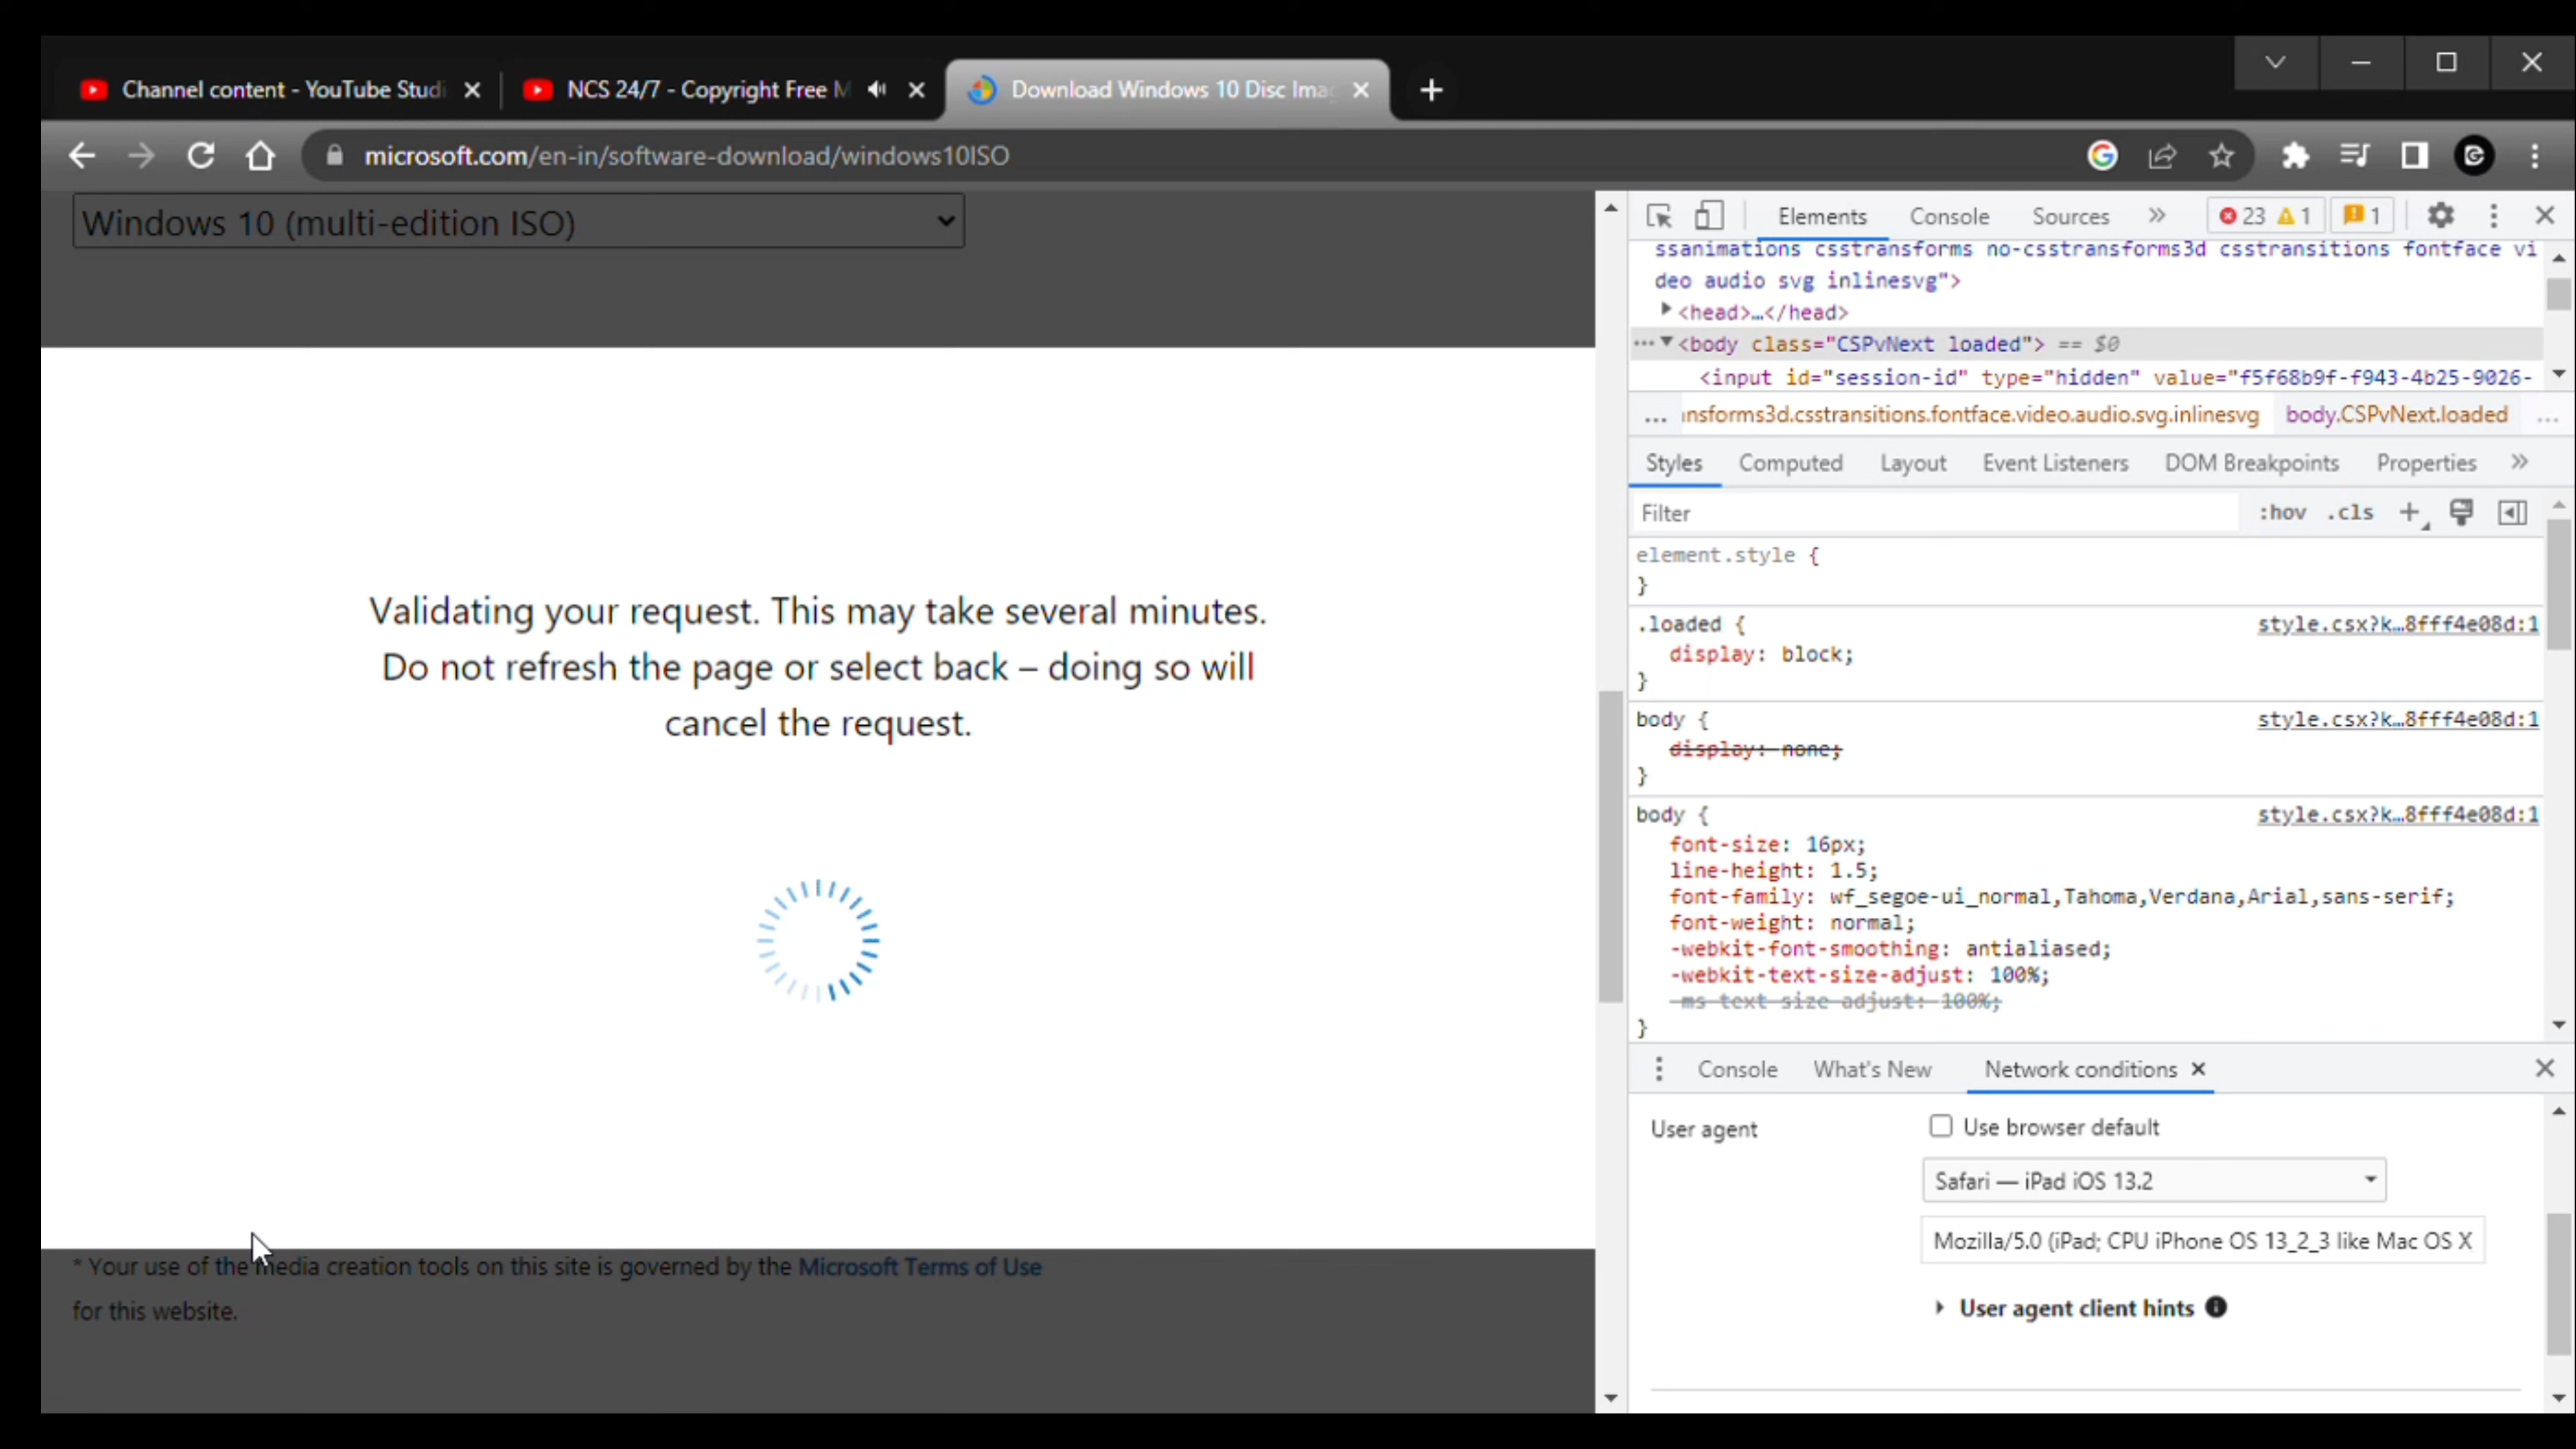 Channel content - YouTube Studi
NCS 24/7 - Copyright Free M
Download Windows 10 Disc Ima
microsoft.com/en-in/software-download/windows10ISO
Windows 10 (multi-edition ISO)
Validating your request. This may take several minutes.
Do not refresh the page or select back – doing so will
cancel the request.
* Your use of the media creation tools on this site is governed by the Microsoft Terms of Use
for this website.
Elements Console Sources » 23 1 1
ssanimations csstransforms no-csstransforms3d csstransitions fontface vi
deo audio svg inlinesvg">
<head>…</head>
… <body class="CSPvNext loaded"> == $0
<input id="session-id" type="hidden" value="f5f68b9f-f943-4b25-9026-
… nsforms3d.csstransitions.fontface.video.audio.svg.inlinesvg body.CSPvNext.loaded …
Styles Computed Layout Event Listeners DOM Breakpoints Properties »
Filter :hov .cls +
element.style {
}
.loaded { style.csx?k…8fff4e08d:1
display: block;
}
body { style.csx?k…8fff4e08d:1
display: none;
}
body { style.csx?k…8fff4e08d:1
font-size: 16px;
line-height: 1.5;
font-family: wf_segoe-ui_normal,Tahoma,Verdana,Arial,sans-serif;
font-weight: normal;
-webkit-font-smoothing: antialiased;
-webkit-text-size-adjust: 100%;
-ms-text-size-adjust: 100%;
}
Console What's New Network conditions
User agent Use browser default
Safari — iPad iOS 13.2
Mozilla/5.0 (iPad; CPU iPhone OS 13_2_3 like Mac OS X
User agent client hints